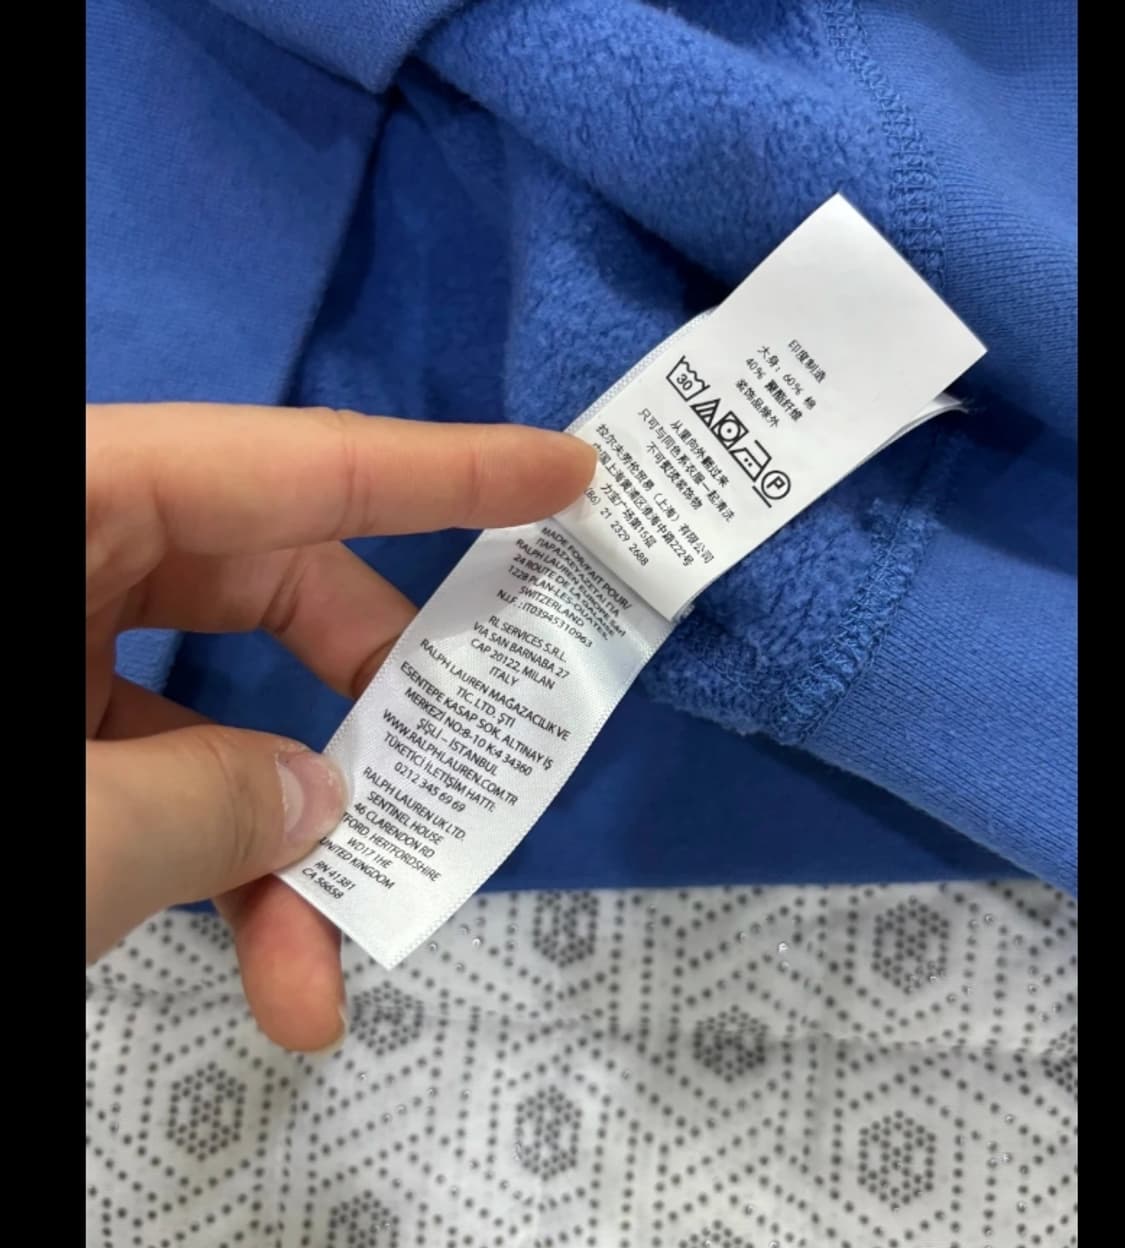 印度制造
大身：60% 棉
40% 聚酯纤维
装饰品除外
30
P
从里向外翻过来
只可与同色系衣服一起清洗
不可熨烫装饰物
拉尔夫劳伦贸易（上海）有限公司
中国上海黄浦区淮海中路222号
力宝广场第15层
(86) 21 2329 2688
MADE FOR/FAIT POUR/
ΠΑΡΑΣΚΕΥΑΖΕΤΑΙ ΓΙΑ
RALPH LAUREN EUROPE Sàrl
24 ROUTE DE LA GALAISE
1228 PLAN-LES-OUATES,
SWITZERLAND
N.I.F. : IT03945310963
RL SERVICES S.R.L.
VIA SAN BARNABA 27
CAP 20122, MILAN
ITALY
RALPH LAUREN MAĞAZACILIK VE
TİC. LTD. ŞTİ
ESENTEPE KASAP SOK. ALTINAY İŞ
MERKEZİ NO:8-10 K:4 34360
ŞİŞLİ – İSTANBUL
WWW.RALPHLAUREN.COM.TR
TÜKETİCİ İLETİŞİM HATTI:
0212 345 69 69
RALPH LAUREN UK LTD.
SENTINEL HOUSE
46 CLARENDON RD
TFORD, HERTFORDSHIRE
WD17 1HE
UNITED KINGDOM
RN 41381
CA 56658